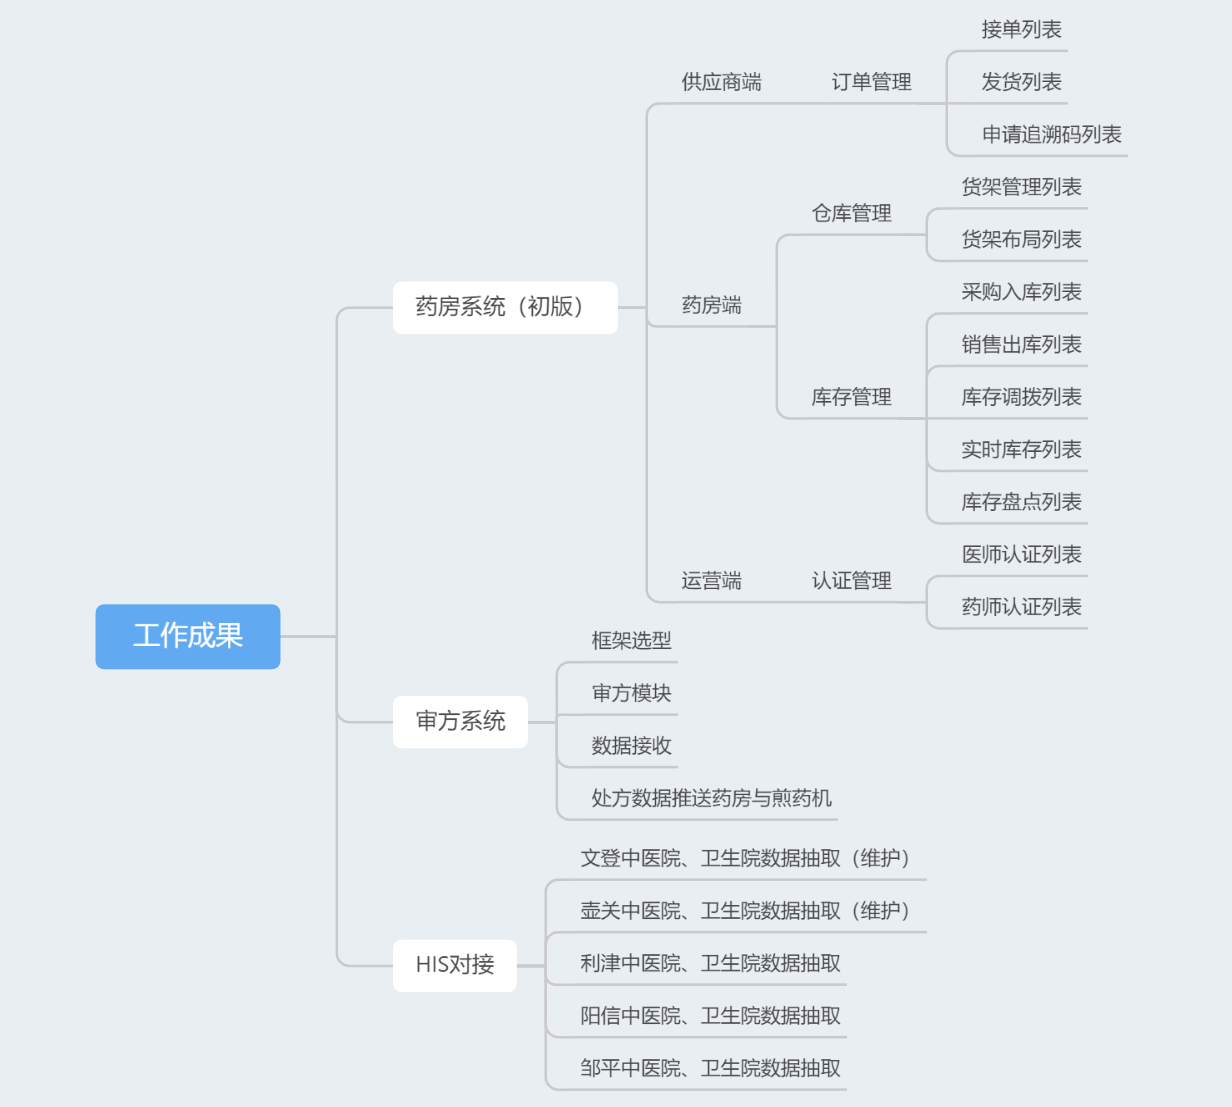 工作成果
药房系统（初版）
供应商端
订单管理
接单列表
发货列表
申请追溯码列表
药房端
仓库管理
货架管理列表
货架布局列表
库存管理
采购入库列表
销售出库列表
库存调拨列表
实时库存列表
库存盘点列表
运营端
认证管理
医师认证列表
药师认证列表
审方系统
框架选型
审方模块
数据接收
处方数据推送药房与煎药机
HIS对接
文登中医院、卫生院数据抽取（维护）
壶关中医院、卫生院数据抽取（维护）
利津中医院、卫生院数据抽取
阳信中医院、卫生院数据抽取
邹平中医院、卫生院数据抽取